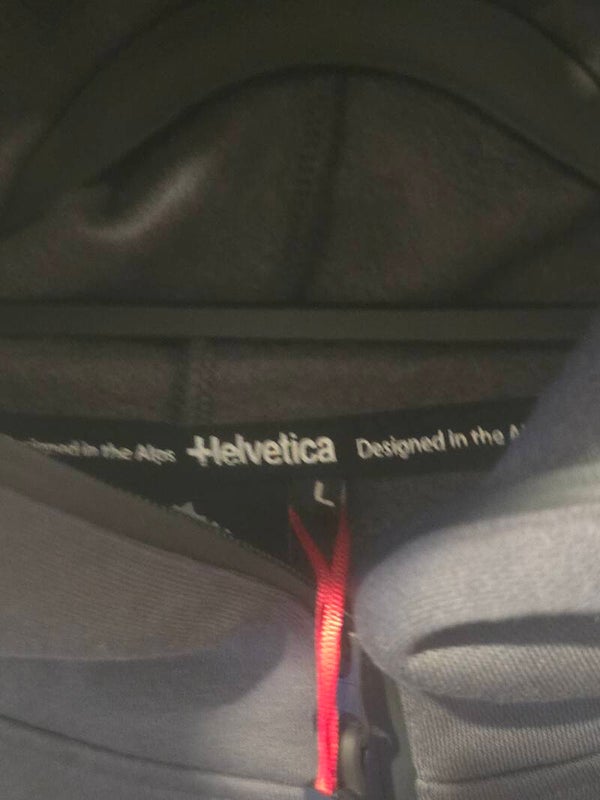 in the Alps +Helvetica Designed in the
L